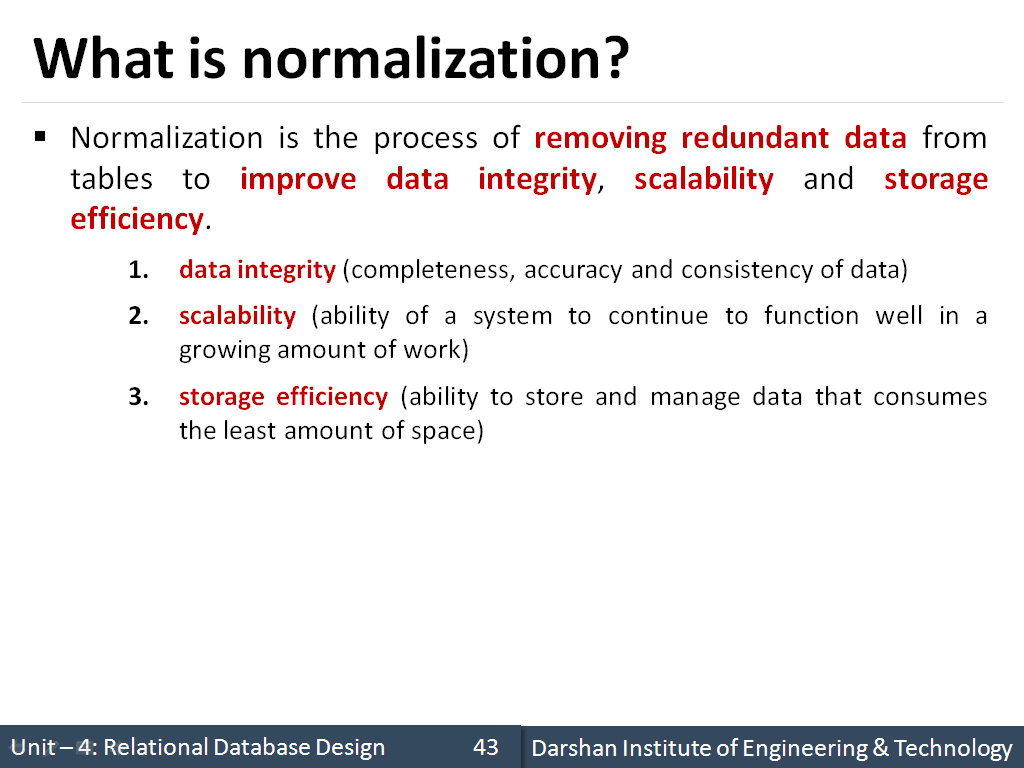 What is normalization?
▪ Normalization is the process of removing redundant data from
tables to improve data integrity, scalability and storage
efficiency.
1. data integrity (completeness, accuracy and consistency of data)
2. scalability (ability of a system to continue to function well in a
growing amount of work)
3. storage efficiency (ability to store and manage data that consumes
the least amount of space)
Unit – 4: Relational Database Design 43 Darshan Institute of Engineering & Technology